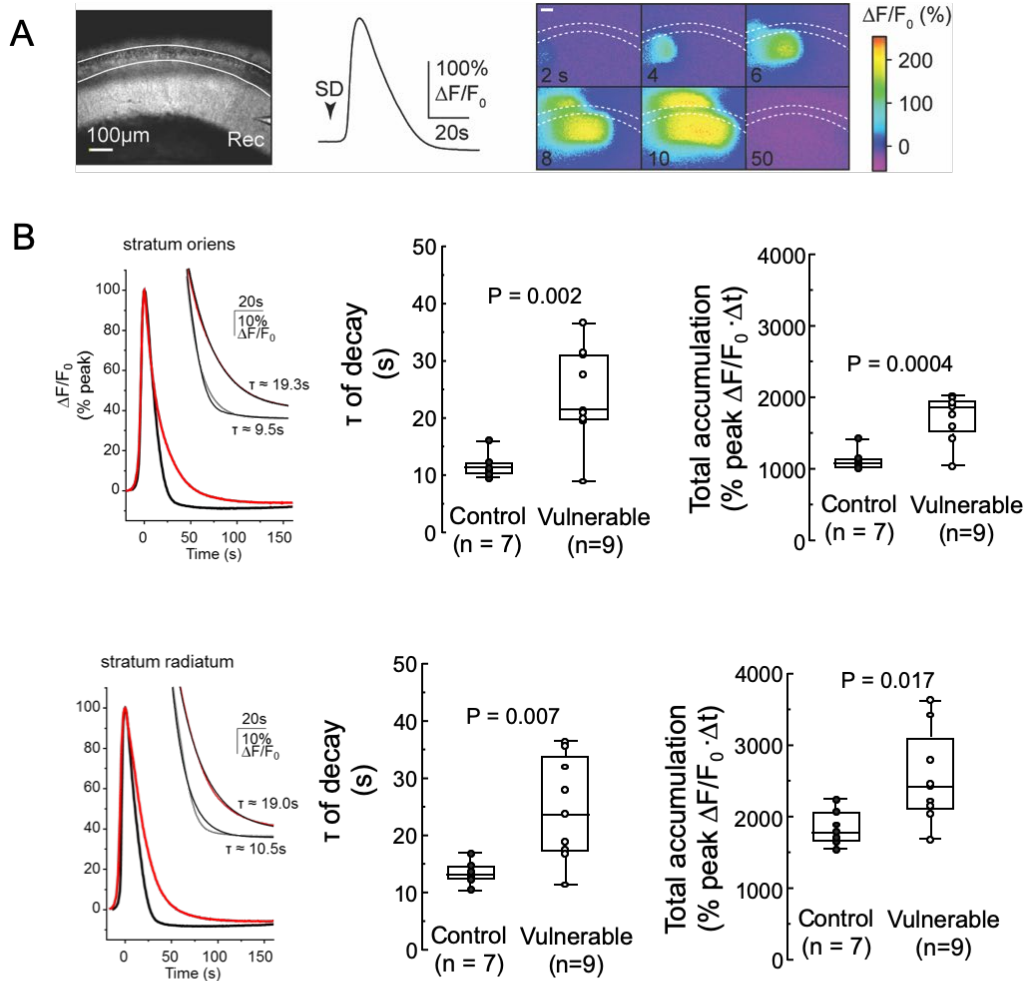 A
100μm
Rec
SD
100%
ΔF/F0
20s
2 s
4
6
8
10
50
ΔF/F0 (%)
200
100
0
B
stratum oriens
100
80
60
40
20
0
ΔF/F0
(% peak)
20s
10%
ΔF/F0
τ ≈ 19.3s
τ ≈ 9.5s
0 50 100 150
Time (s)
50
40
30
20
10
0
τ of decay
(s)
P = 0.002
Control
(n = 7)
Vulnerable
(n=9)
4000
3000
2000
1000
0
Total accumulation
(% peak ΔF/F0 ·Δt)
P = 0.0004
Control
(n = 7)
Vulnerable
(n=9)
stratum radiatum
100
80
60
40
20
0
20s
10%
ΔF/F0
τ ≈ 19.0s
τ ≈ 10.5s
0 50 100 150
Time (s)
50
40
30
20
10
0
τ of decay
(s)
P = 0.007
Control
(n = 7)
Vulnerable
(n=9)
4000
3000
2000
1000
0
Total accumulation
(% peak ΔF/F0 ·Δt)
P = 0.017
Control
(n = 7)
Vulnerable
(n=9)